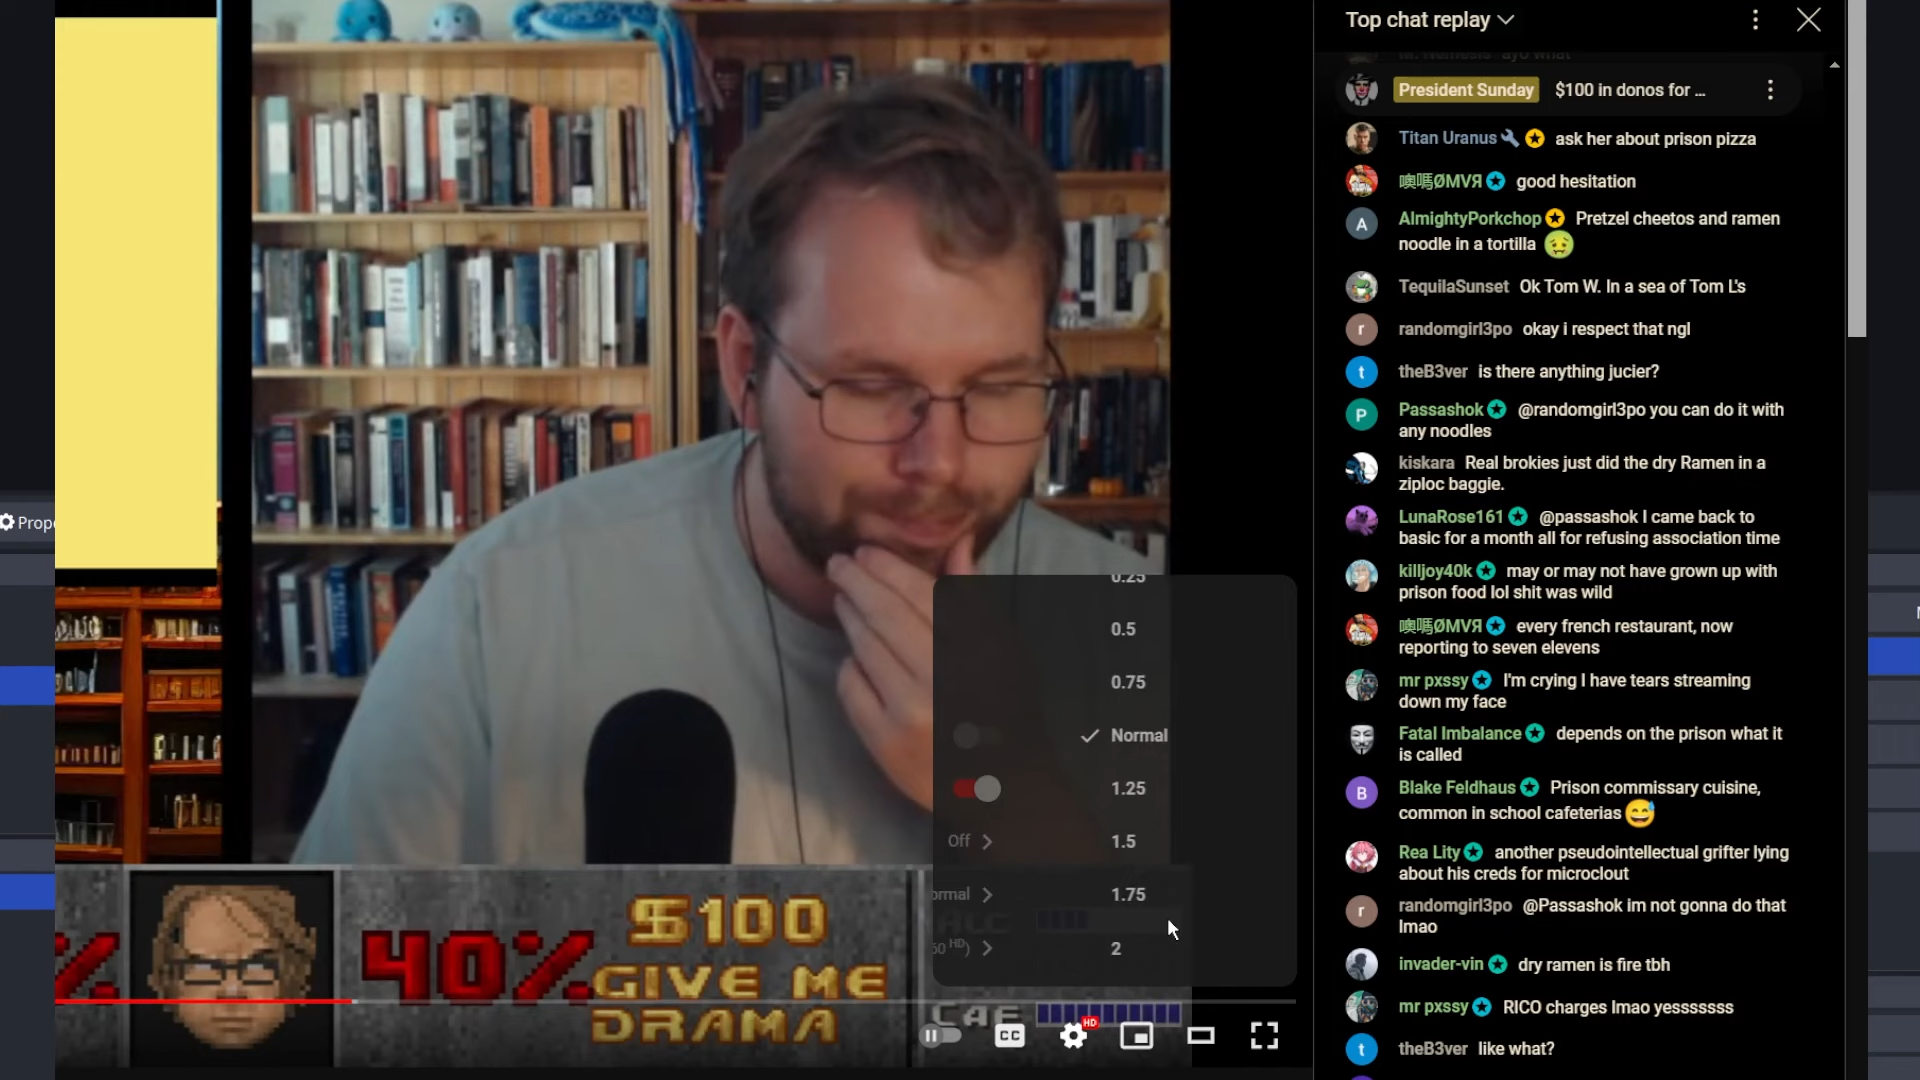 Top chat replay
President Sunday $100 in donos for ...
Titan Uranus ask her about prison pizza
噢嗎ØMVЯ good hesitation
AlmightyPorkchop Pretzel cheetos and ramen
noodle in a tortilla
TequilaSunset Ok Tom W. In a sea of Tom L's
randomgirl3po okay i respect that ngl
theB3ver is there anything jucier?
Passashok @randomgirl3po you can do it with
any noodles
kiskara Real brokies just did the dry Ramen in a
ziploc baggie.
LunaRose161 @passashok I came back to
basic for a month all for refusing association time
killjoy40k may or may not have grown up with
prison food lol shit was wild
噢嗎ØMVЯ every french restaurant, now
reporting to seven elevens
mr pxssy I'm crying I have tears streaming
down my face
Fatal Imbalance depends on the prison what it
is called
Blake Feldhaus Prison commissary cuisine,
common in school cafeterias
Rea Lity another pseudointellectual grifter lying
about his creds for microclout
randomgirl3po @Passashok im not gonna do that
lmao
invader-vin dry ramen is fire tbh
mr pxssy RICO charges lmao yesssssss
theB3ver like what?
A
r
t
P
B
r
t
Prope
0.25
0.5
0.75
Normal
1.25
Off
1.5
ormal
1.75
60 HD)
2
%
40%
$100
GIVE ME
DRAMA
CC
HD